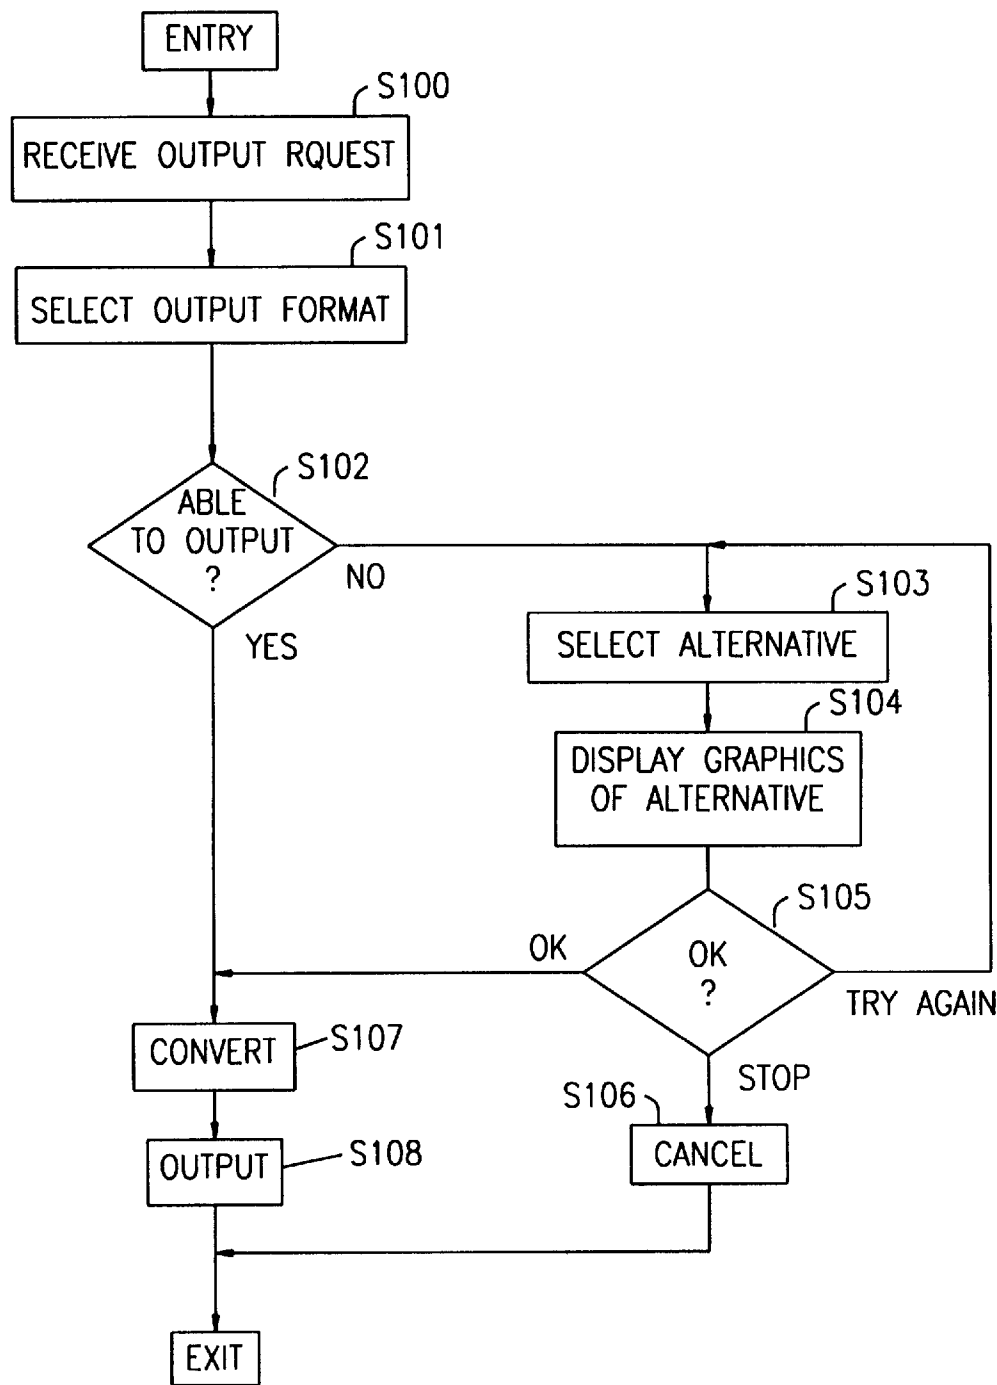 ENTRY
S100
RECEIVE OUTPUT RQUEST
S101
SELECT OUTPUT FORMAT
S102
ABLE
TO OUTPUT
?
NO
YES
S103
SELECT ALTERNATIVE
S104
DISPLAY GRAPHICS
OF ALTERNATIVE
S105
OK
OK
?
TRY AGAIN
STOP
S107
CONVERT
S106
CANCEL
S108
OUTPUT
EXIT